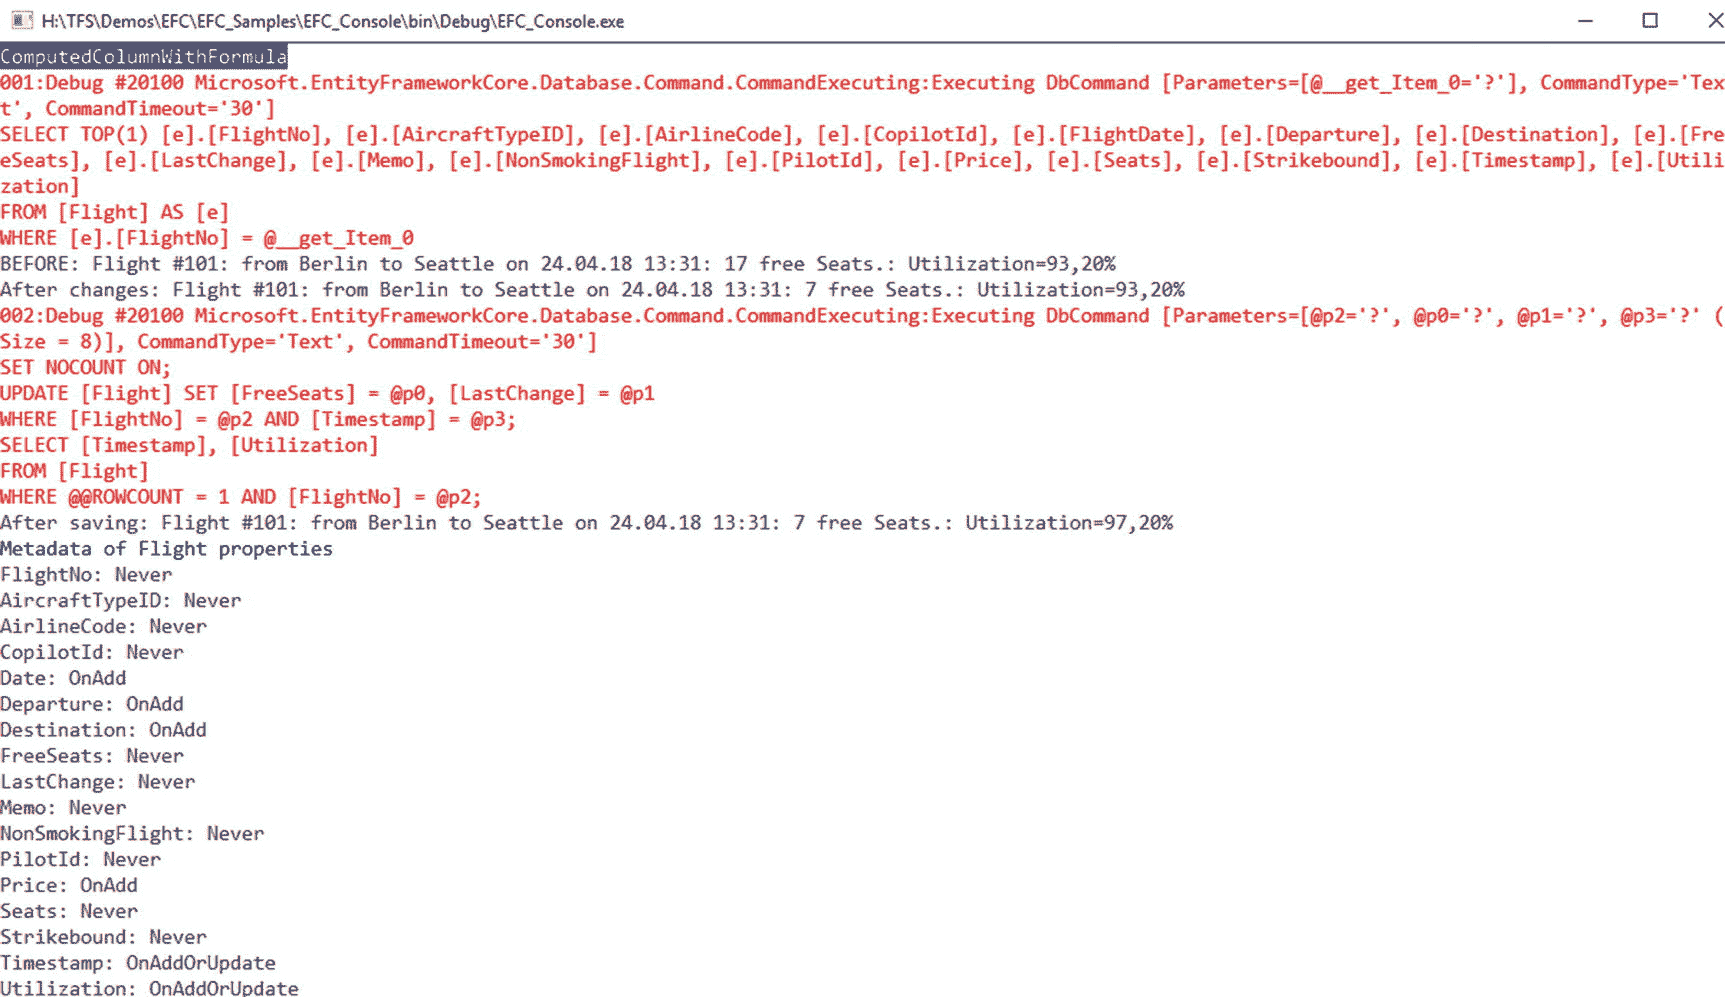 H:\TFS\Demos\EFC\EFC_Samples\EFC_Console\bin\Debug\EFC_Console.exe
ComputedColumnWithFormula
001:Debug #20100 Microsoft.EntityFrameworkCore.Database.Command.CommandExecuting:Executing DbCommand [Parameters=[@__get_Item_0='?'], CommandType='Tex
t', CommandTimeout='30']
SELECT TOP(1) [e].[FlightNo], [e].[AircraftTypeID], [e].[AirlineCode], [e].[CopilotId], [e].[FlightDate], [e].[Departure], [e].[Destination], [e].[Fre
eSeats], [e].[LastChange], [e].[Memo], [e].[NonSmokingFlight], [e].[PilotId], [e].[Price], [e].[Seats], [e].[Strikebound], [e].[Timestamp], [e].[Utili
zation]
FROM [Flight] AS [e]
WHERE [e].[FlightNo] = @__get_Item_0
BEFORE: Flight #101: from Berlin to Seattle on 24.04.18 13:31: 17 free Seats.: Utilization=93,20%
After changes: Flight #101: from Berlin to Seattle on 24.04.18 13:31: 7 free Seats.: Utilization=93,20%
002:Debug #20100 Microsoft.EntityFrameworkCore.Database.Command.CommandExecuting:Executing DbCommand [Parameters=[@p2='?', @p0='?', @p1='?', @p3='?' (
Size = 8)], CommandType='Text', CommandTimeout='30']
SET NOCOUNT ON;
UPDATE [Flight] SET [FreeSeats] = @p0, [LastChange] = @p1
WHERE [FlightNo] = @p2 AND [Timestamp] = @p3;
SELECT [Timestamp], [Utilization]
FROM [Flight]
WHERE @@ROWCOUNT = 1 AND [FlightNo] = @p2;
After saving: Flight #101: from Berlin to Seattle on 24.04.18 13:31: 7 free Seats.: Utilization=97,20%
Metadata of Flight properties
FlightNo: Never
AircraftTypeID: Never
AirlineCode: Never
CopilotId: Never
Date: OnAdd
Departure: OnAdd
Destination: OnAdd
FreeSeats: Never
LastChange: Never
Memo: Never
NonSmokingFlight: Never
PilotId: Never
Price: OnAdd
Seats: Never
Strikebound: Never
Timestamp: OnAddOrUpdate
Utilization: OnAddOrUpdate